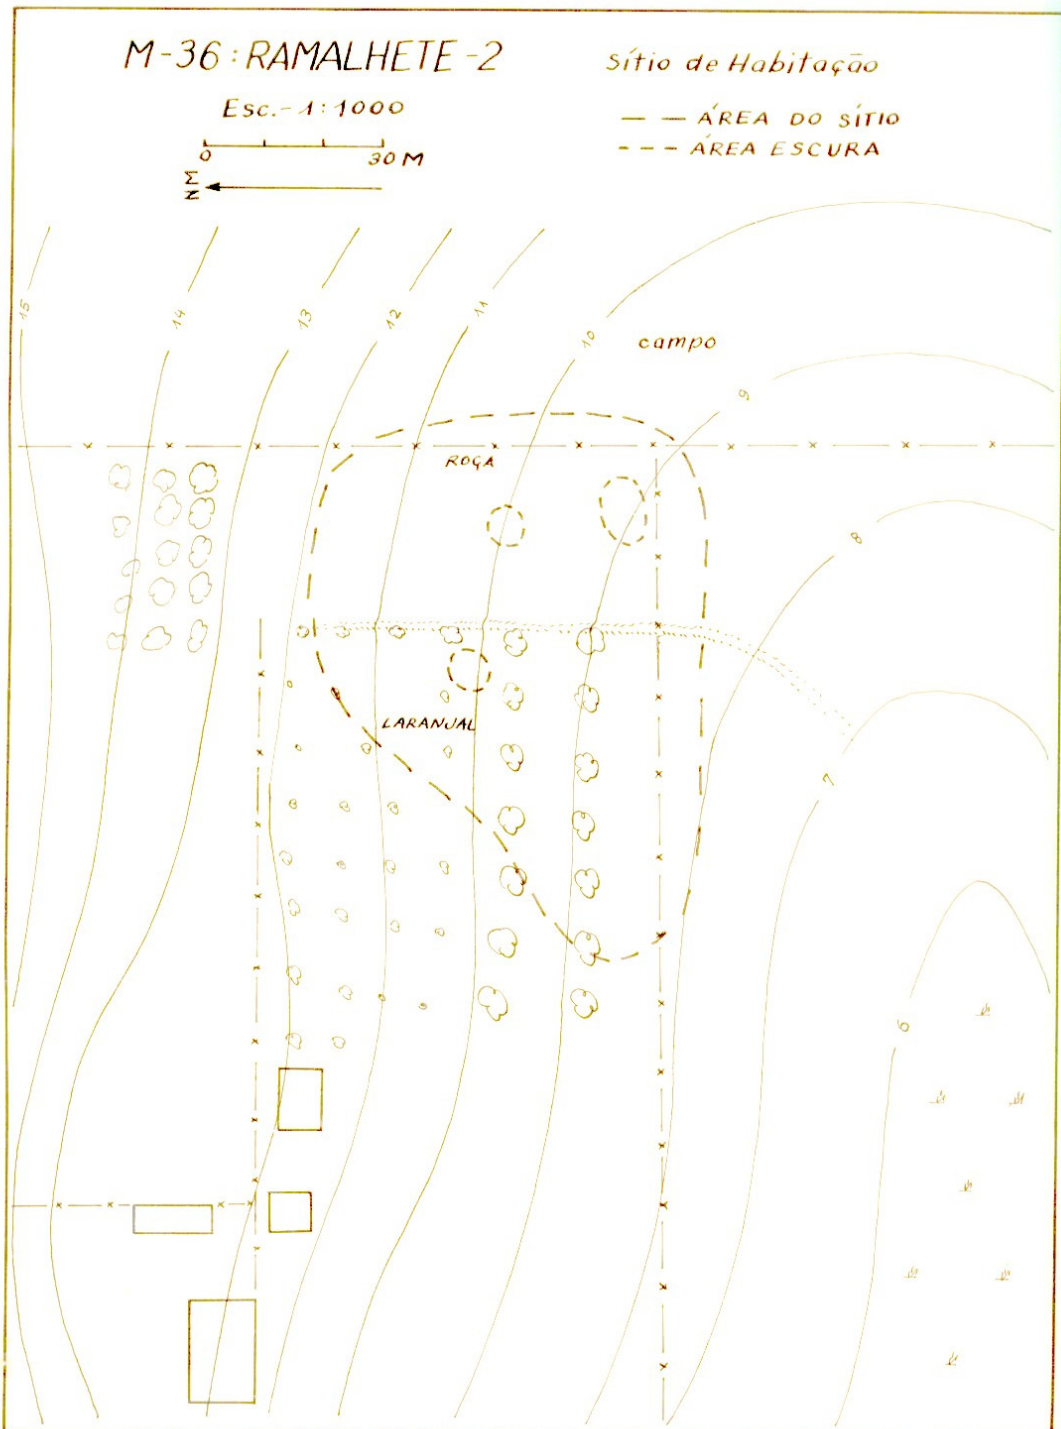 M-36: RAMALHETE-2
Sítio de Habitação
Esc.-1:1000
0 30 M
NM
— — ÁREA DO SÍTIO
- - - ÁREA ESCURA
15
14
13
12
11
10
campo
9
ROÇA
8
LARANJAL
7
6